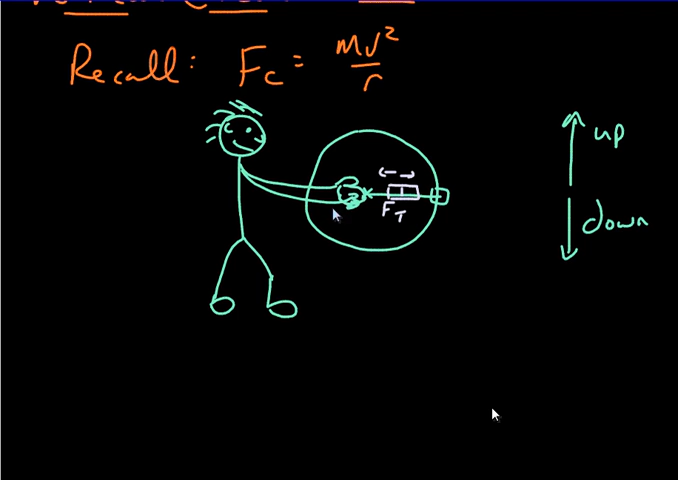 Recall: Fc = mv²/r
up
FT
down